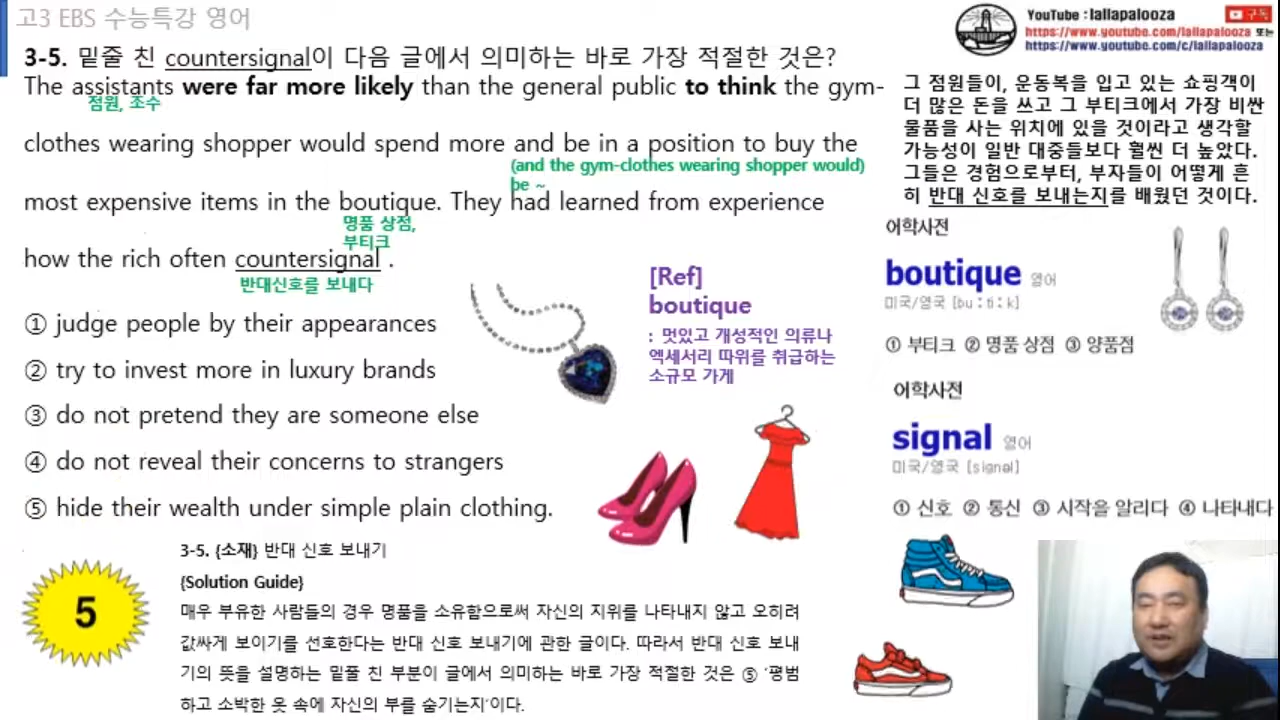 고3 EBS 수능특강 영어
YouTube : lallapalooza
구독
https://www.youtube.com/lallapalooza 또는
https://www.youtube.com/c/lallapalooza
3-5. 밑줄 친 countersignal이 다음 글에서 의미하는 바로 가장 적절한 것은?
The assistants were far more likely than the general public to think the gym-
점원, 조수
clothes wearing shopper would spend more and be in a position to buy the
(and the gym-clothes wearing shopper would)
be ~
most expensive items in the boutique. They had learned from experience
명품 상점,
부티크
how the rich often countersignal .
반대신호를 보내다
① judge people by their appearances
② try to invest more in luxury brands
③ do not pretend they are someone else
④ do not reveal their concerns to strangers
⑤ hide their wealth under simple plain clothing.
[Ref]
boutique
: 멋있고 개성적인 의류나
엑세서리 따위를 취급하는
소규모 가게
그 점원들이, 운동복을 입고 있는 쇼핑객이
더 많은 돈을 쓰고 그 부티크에서 가장 비싼
물품을 사는 위치에 있을 것이라고 생각할
가능성이 일반 대중들보다 훨씬 더 높았다.
그들은 경험으로부터, 부자들이 어떻게 흔
히 반대 신호를 보내는지를 배웠던 것이다.
어학사전
boutique 영어
미국/영국 [buːtiːk]
① 부티크 ② 명품 상점 ③ 양품점
어학사전
signal 영어
미국/영국 [signəl]
① 신호 ② 통신 ③ 시작을 알리다 ④ 나타내다
5
3-5. {소재} 반대 신호 보내기
{Solution Guide}
매우 부유한 사람들의 경우 명품을 소유함으로써 자신의 지위를 나타내지 않고 오히려
값싸게 보이기를 선호한다는 반대 신호 보내기에 관한 글이다. 따라서 반대 신호 보내
기의 뜻을 설명하는 밑줄 친 부분이 글에서 의미하는 바로 가장 적절한 것은 ⑤ ‘평범
하고 소박한 옷 속에 자신의 부를 숨기는지’이다.